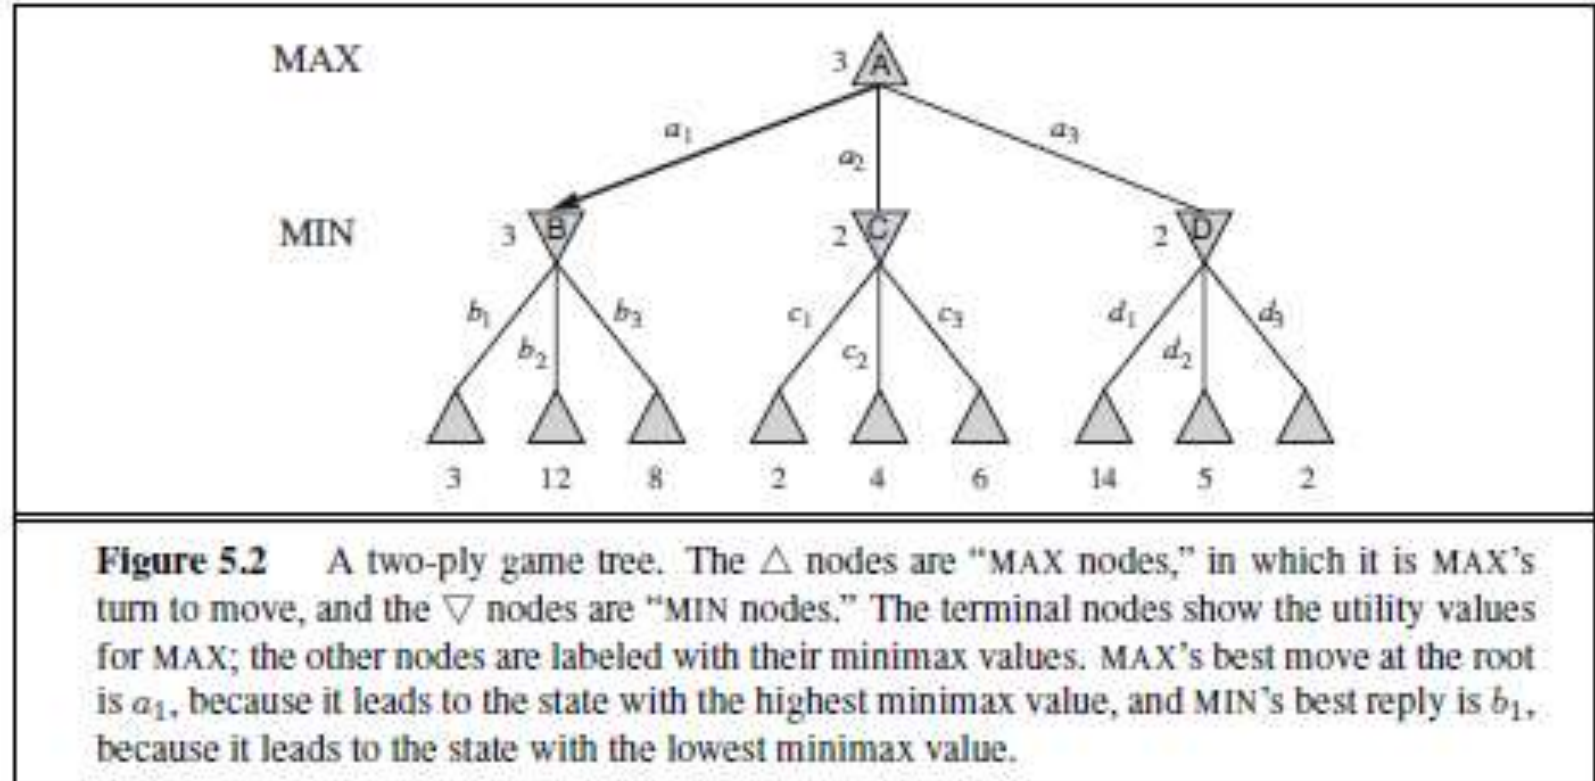 MAX
3 A
a1 a2 a3
MIN
3 B 2 C 2 D
b1 b2 b3 c1 c2 c3 d1 d2 d3
3 12 8 2 4 6 14 5 2
Figure 5.2 A two-ply game tree. The △ nodes are “MAX nodes,” in which it is MAX’s
turn to move, and the ▽ nodes are “MIN nodes.” The terminal nodes show the utility values
for MAX; the other nodes are labeled with their minimax values. MAX’s best move at the root
is a1, because it leads to the state with the highest minimax value, and MIN’s best reply is b1,
because it leads to the state with the lowest minimax value.